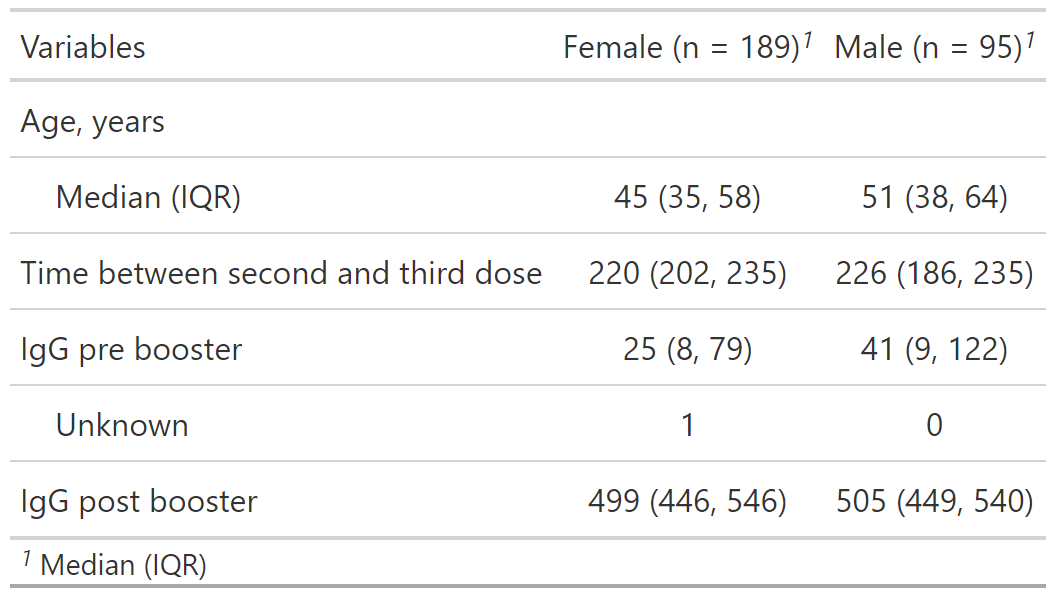 Variables Female (n = 189)¹ Male (n = 95)¹
Age, years
Median (IQR) 45 (35, 58) 51 (38, 64)
Time between second and third dose 220 (202, 235) 226 (186, 235)
IgG pre booster 25 (8, 79) 41 (9, 122)
Unknown 1 0
IgG post booster 499 (446, 546) 505 (449, 540)
¹ Median (IQR)